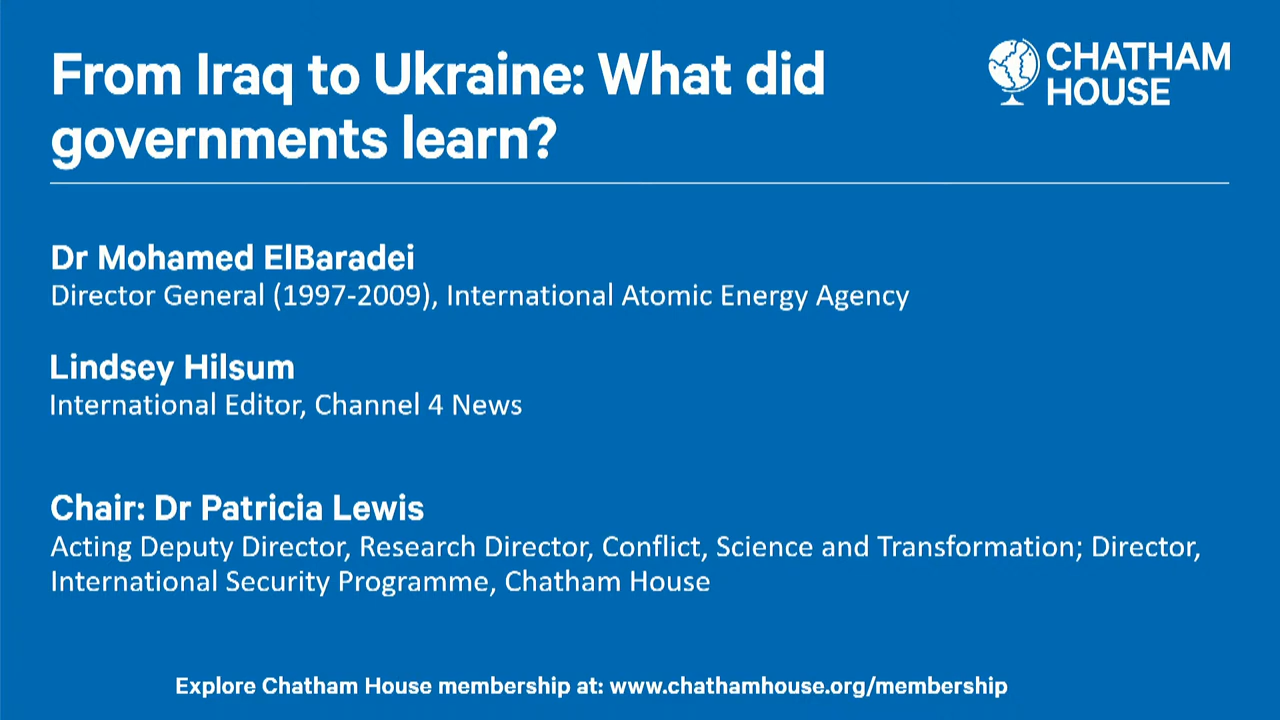 From Iraq to Ukraine: What did
governments learn?
CHATHAM
HOUSE
Dr Mohamed ElBaradei
Director General (1997-2009), International Atomic Energy Agency
Lindsey Hilsum
International Editor, Channel 4 News
Chair: Dr Patricia Lewis
Acting Deputy Director, Research Director, Conflict, Science and Transformation; Director,
International Security Programme, Chatham House
Explore Chatham House membership at: www.chathamhouse.org/membership